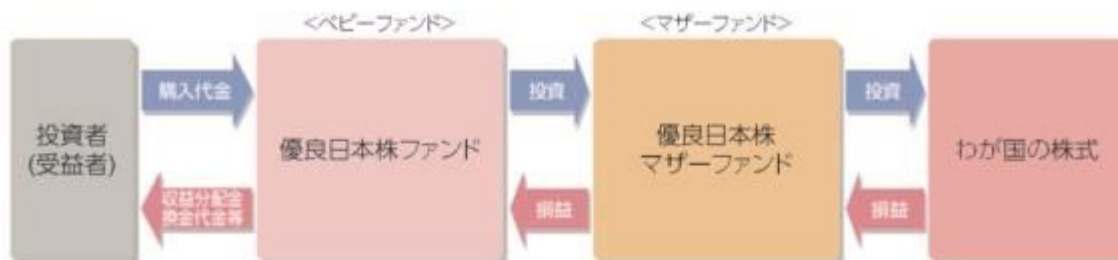 <ベビーファンド>
<マザーファンド>
購入代金
投資
投資
投資者
(受益者)
優良日本株ファンド
優良日本株
マザーファンド
わが国の株式
収益分配金
換金代金等
損益
損益